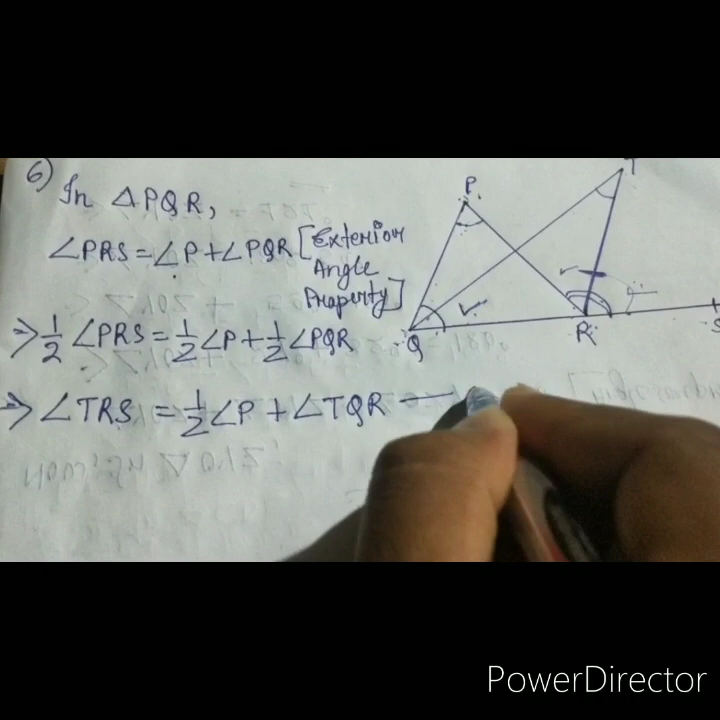 6)
In △PQR,
∠PRS=∠P+∠PQR [Exterior
Angle
Property]
⇒ 1/2 ∠PRS = 1/2 ∠P + 1/2 ∠PQR
⇒ ∠TRS = 1/2 ∠P + ∠TQR —
P
T
Q
R
S
PowerDirector